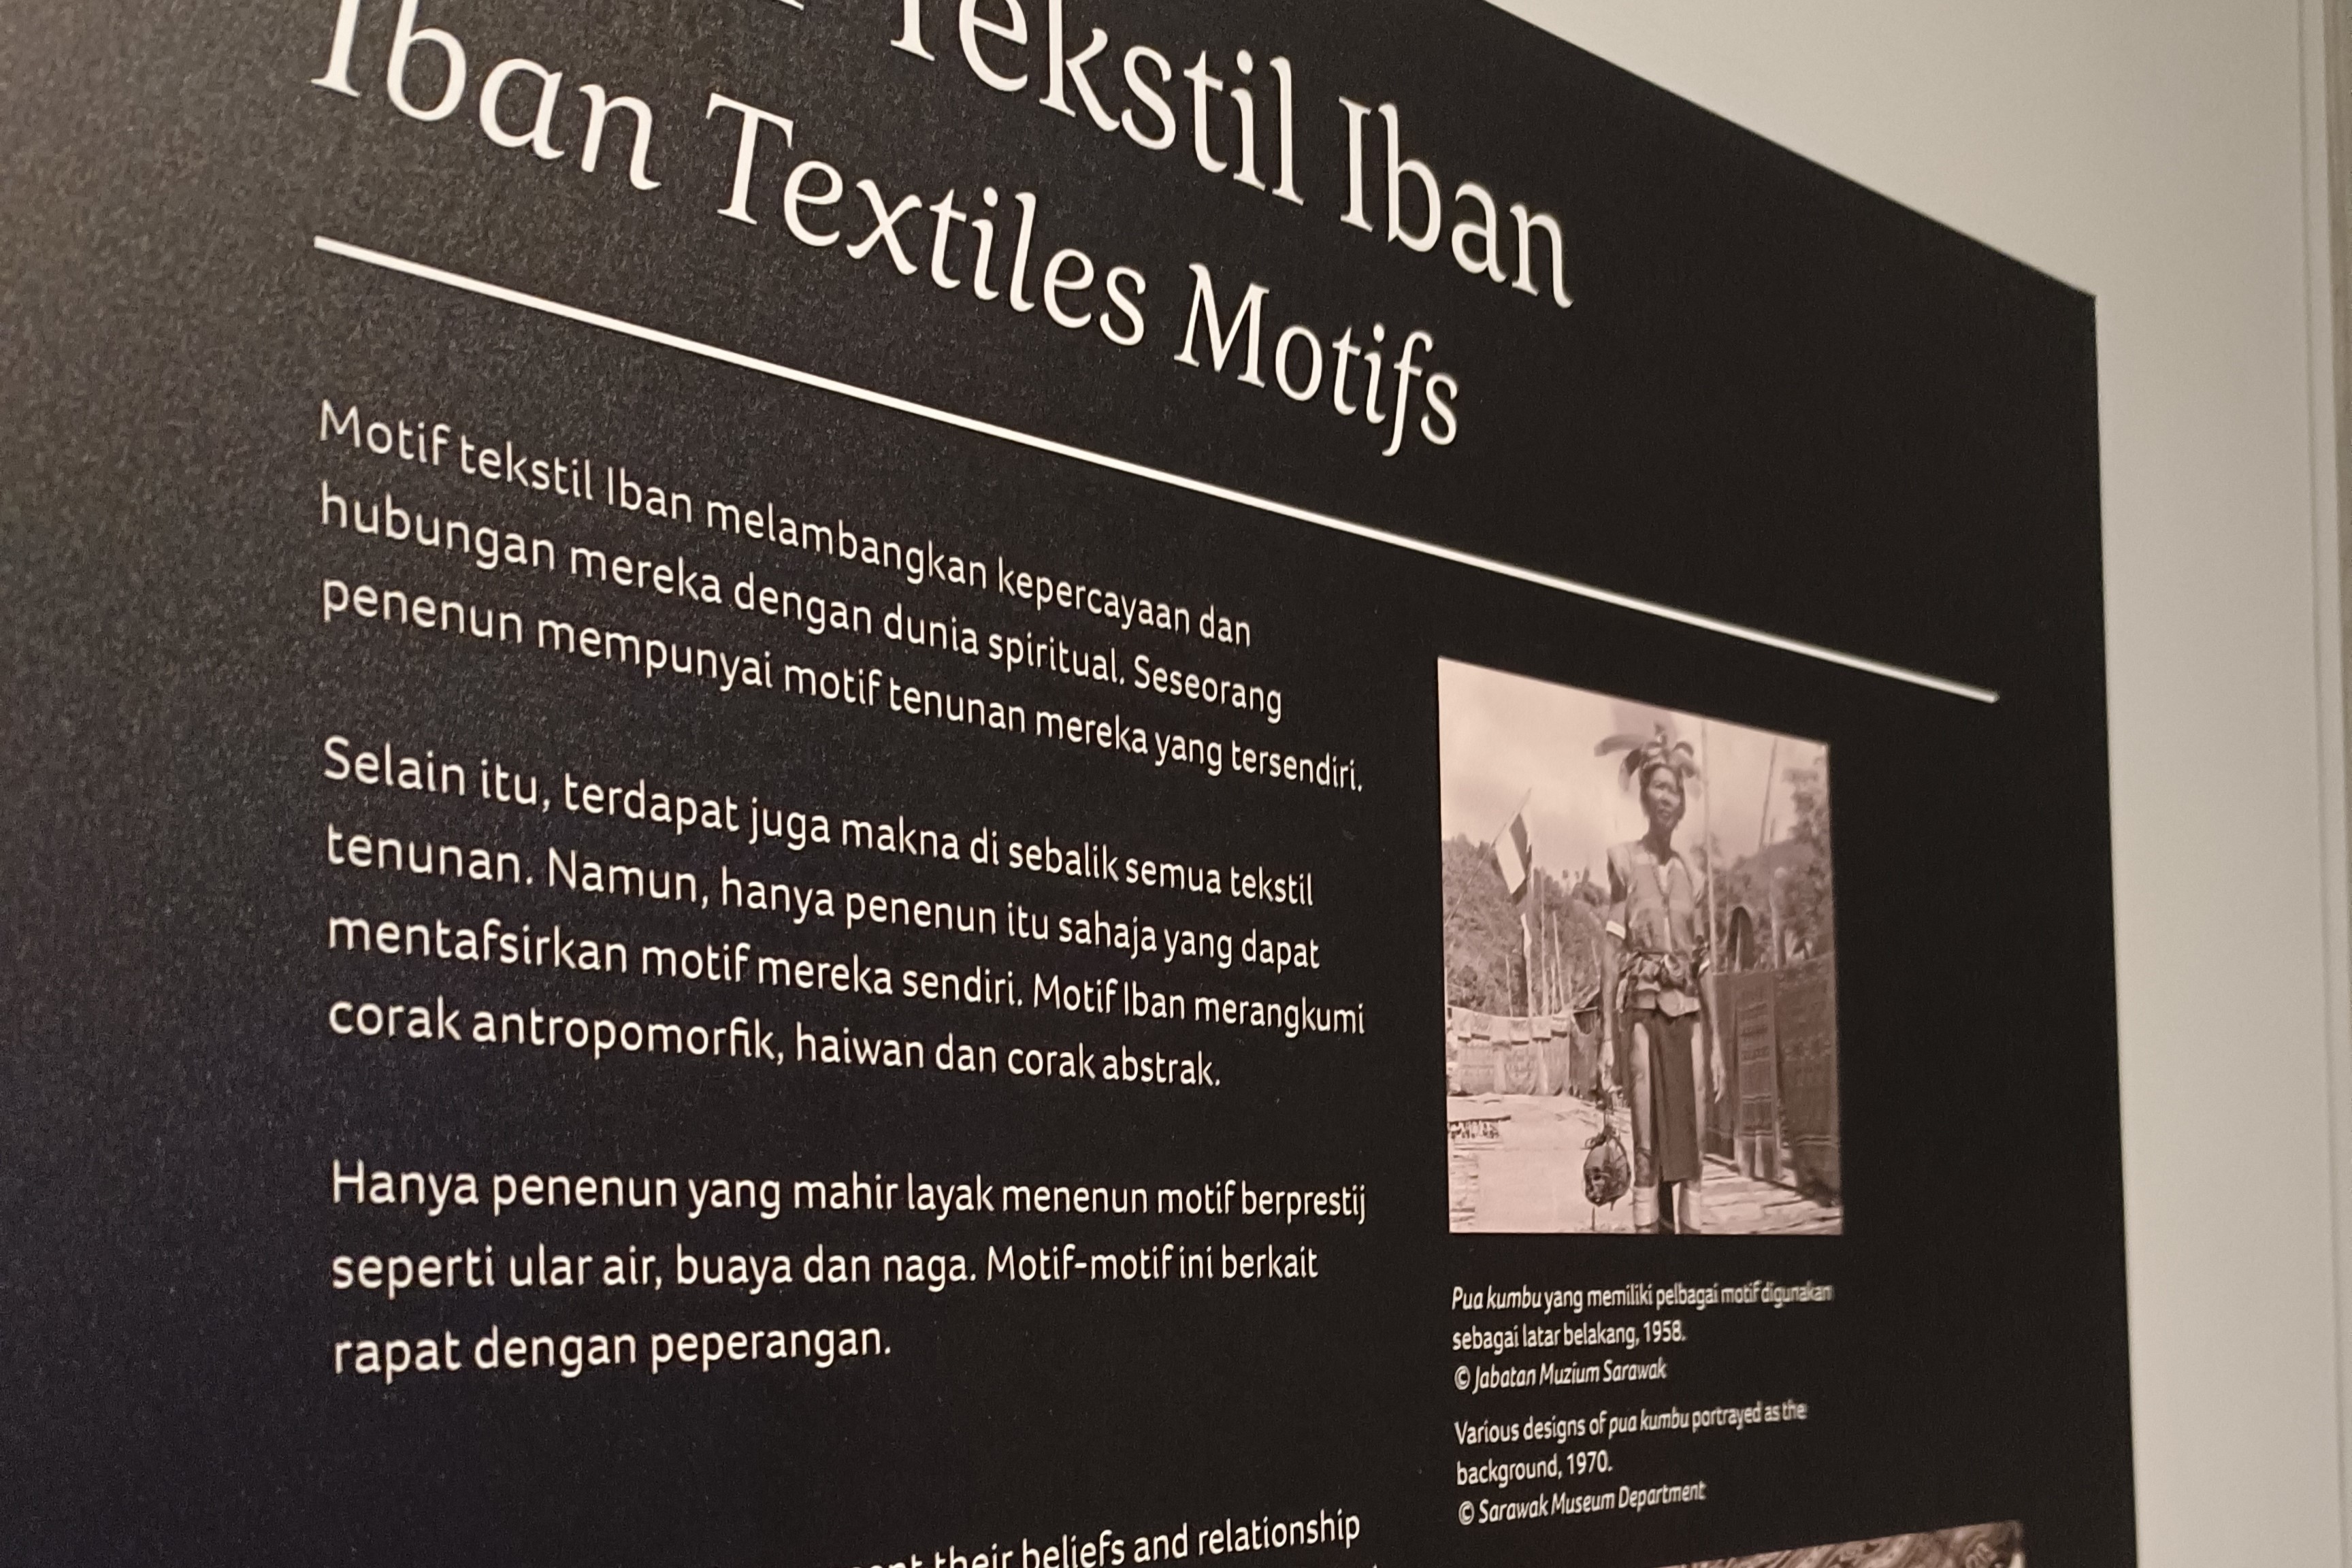 Tekstil Iban
Iban Textiles Motifs
Motif tekstil Iban melambangkan kepercayaan dan
hubungan mereka dengan dunia spiritual. Seseorang
penenun mempunyai motif tenunan mereka yang tersendiri.
Selain itu, terdapat juga makna di sebalik semua tekstil
tenunan. Namun, hanya penenun itu sahaja yang dapat
mentafsirkan motif mereka sendiri. Motif Iban merangkumi
corak antropomorfik, haiwan dan corak abstrak.
Hanya penenun yang mahir layak menenun motif berprestij
seperti ular air, buaya dan naga. Motif-motif ini berkait
rapat dengan peperangan.
their beliefs and relationship
Pua kumbu yang memiliki pelbagai motif digunakan
sebagai latar belakang, 1958.
© Jabatan Muzium Sarawak
Various designs of pua kumbu portrayed as the
background, 1970.
© Sarawak Museum Department